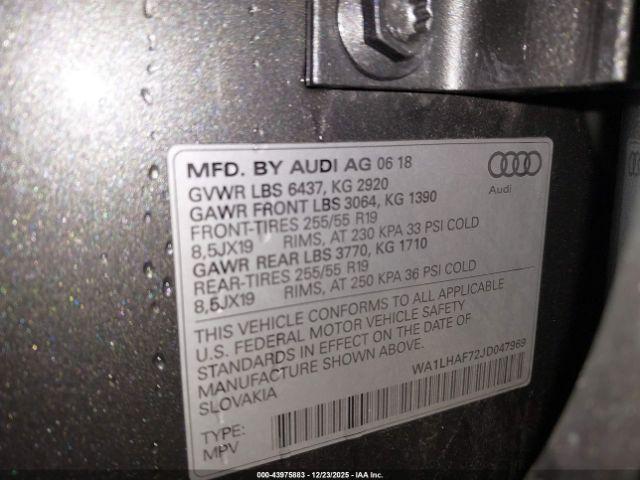 MFD. BY AUDI AG 06 18
GVWR LBS 6437, KG 2920
GAWR FRONT LBS 3064, KG 1390
FRONT-TIRES 255/55 R19
8,5JX19 RIMS, AT 230 KPA 33 PSI COLD
GAWR REAR LBS 3770, KG 1710
REAR-TIRES 255/55 R19
8,5JX19 RIMS, AT 250 KPA 36 PSI COLD
Audi
THIS VEHICLE CONFORMS TO ALL APPLICABLE
U.S. FEDERAL MOTOR VEHICLE SAFETY
STANDARDS IN EFFECT ON THE DATE OF
MANUFACTURE SHOWN ABOVE.
SLOVAKIA
WA1LHAF72JD047969
TYPE:
MPV
000-43975883 - 12/23/2025 - IAA Inc.